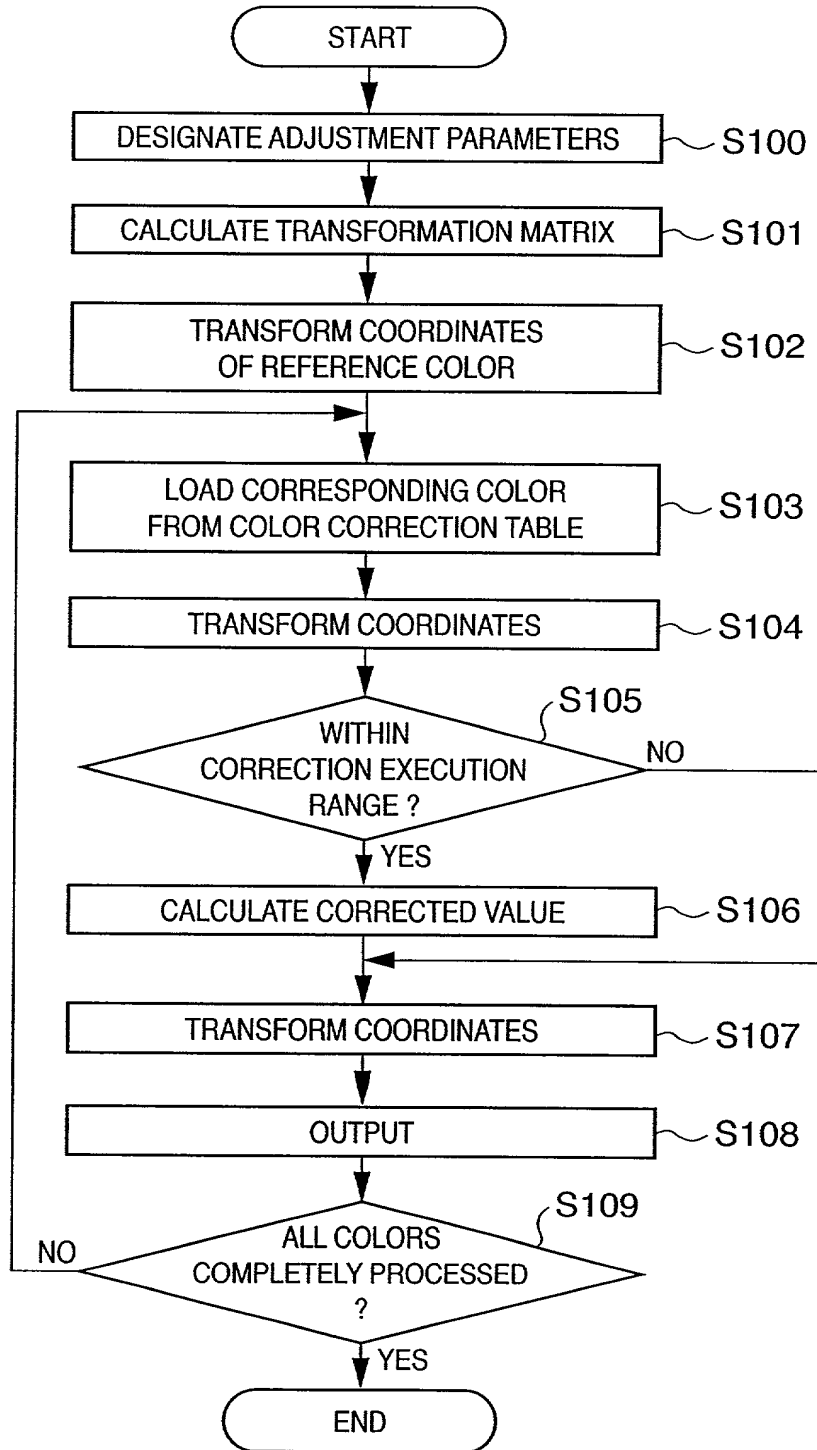 START
DESIGNATE ADJUSTMENT PARAMETERS
S100
CALCULATE TRANSFORMATION MATRIX
S101
TRANSFORM COORDINATES
OF REFERENCE COLOR
S102
LOAD CORRESPONDING COLOR
FROM COLOR CORRECTION TABLE
S103
TRANSFORM COORDINATES
S104
S105
WITHIN
CORRECTION EXECUTION
RANGE ?
NO
YES
CALCULATE CORRECTED VALUE
S106
TRANSFORM COORDINATES
S107
OUTPUT
S108
S109
ALL COLORS
COMPLETELY PROCESSED
?
NO
YES
END